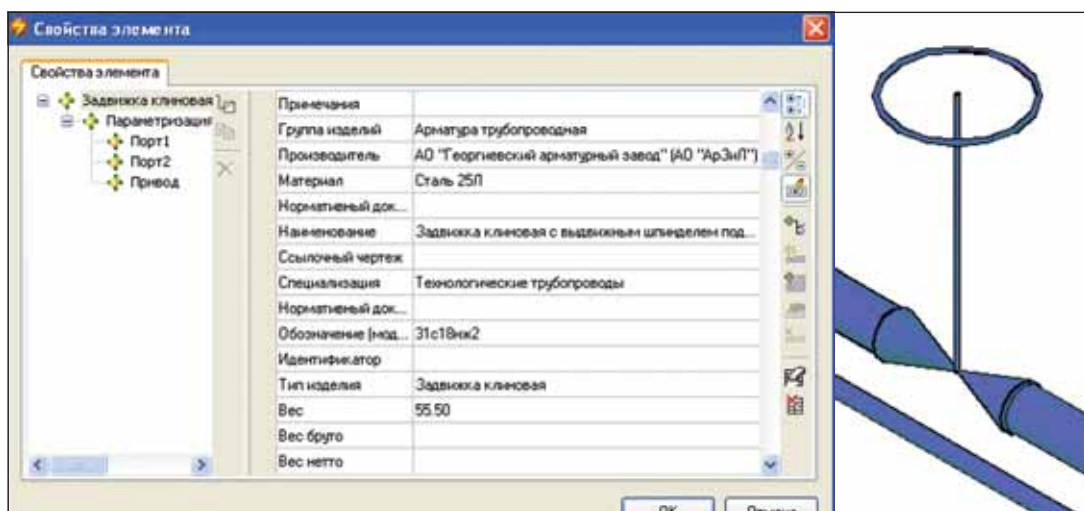 Свойства элемента
Свойства элемента
Задвижка клиновая
Параметризация
Порт1
Порт2
Привод
Примечания
Группа изделий Арматура трубопроводная
Производитель АО "Георгиевский арматурный завод" (АО "АрЗиЛ")
Материал Сталь 25Л
Нормативный док...
Наименование Задвижка клиновая с выдвижным шпинделем под...
Ссылочный чертеж
Специализация Технологические трубопроводы
Нормативный док...
Обозначение (мод... 31с18нж2
Идентификатор
Тип изделия Задвижка клиновая
Вес 55.50
Вес бруто
Вес нетто
OK Отмена